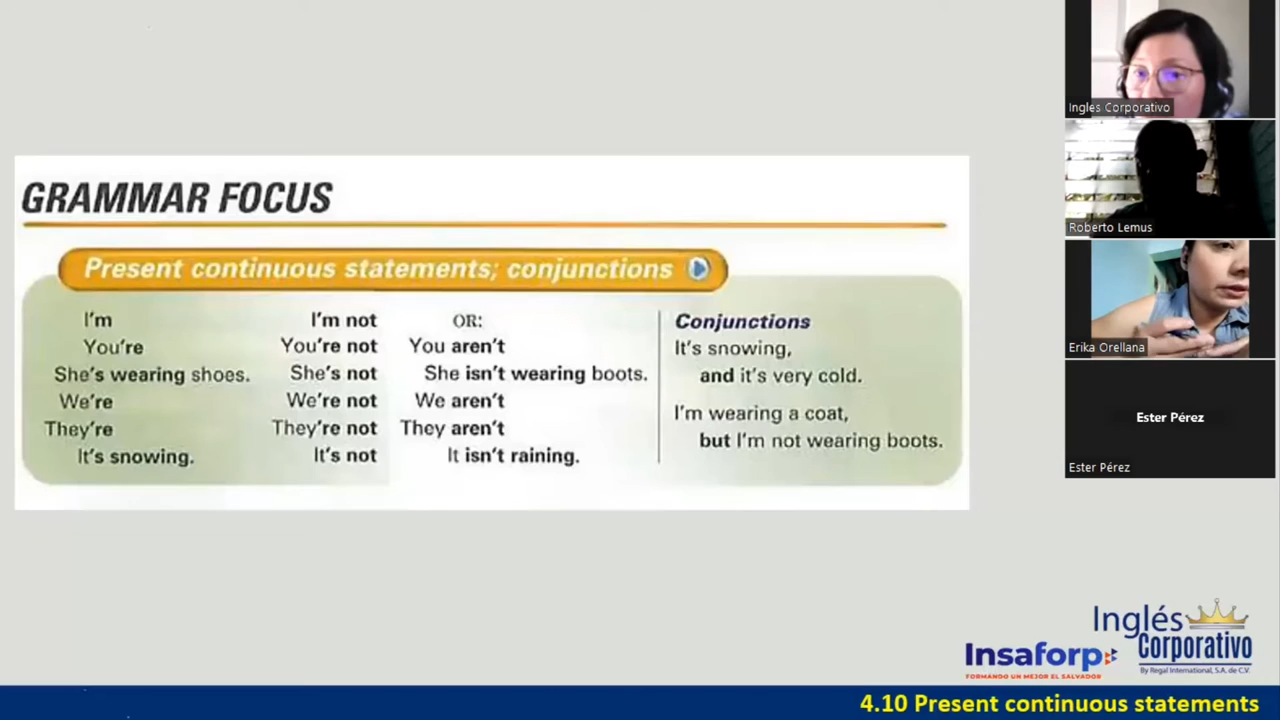 GRAMMAR FOCUS
Present continuous statements; conjunctions
I'm I'm not OR:
You're You're not You aren't
She's wearing shoes. She's not She isn't wearing boots.
We're We're not We aren't
They're They're not They aren't
It's snowing. It's not It isn't raining.
Conjunctions
It's snowing,
and it's very cold.
I'm wearing a coat,
but I'm not wearing boots.
Ingles Corporativo
Roberto Lemus
Erika Orellana
Ester Pérez
Ester Pérez
Inglés
Corporativo
By Regal International, S.A. de C.V.
Insaforp
FORMANDO UN MEJOR EL SALVADOR
4.10 Present continuous statements